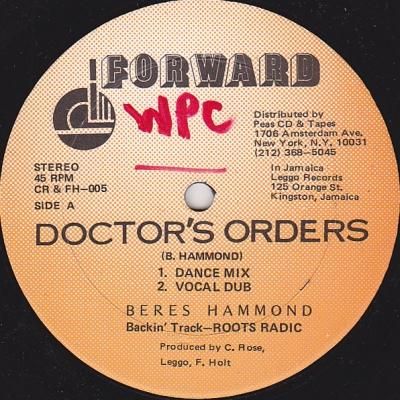 FORWARD
WPC
Distributed by
Peas CD & Tapes
1706 Amsterdam Ave.
New York, N.Y. 10031
(212) 368-5045
In Jamaica
Leggo Records
125 Orange St.
Kingston, Jamaica
STEREO
45 RPM
CR & FH-005
SIDE A
DOCTOR'S ORDERS
(B. HAMMOND)
1. DANCE MIX
2. VOCAL DUB
BERES HAMMOND
Backin' Track—ROOTS RADIC
Produced by C. Rose,
Leggo, F. Holt